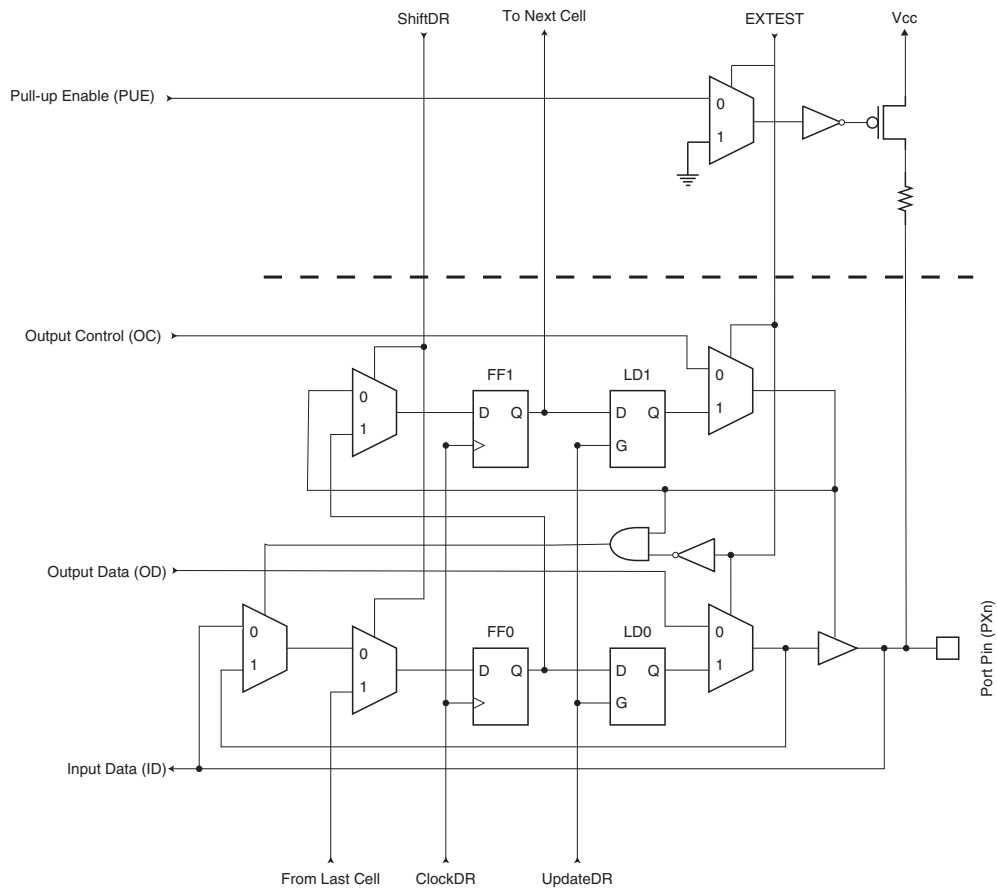 ShiftDR
To Next Cell
EXTEST
Vcc
Pull-up Enable (PUE)
0
1
Output Control (OC)
0
1
FF1
D Q
LD1
D Q
G
0
1
Output Data (OD)
0
1
0
1
FF0
D Q
LD0
D Q
G
0
1
Port Pin (PXn)
Input Data (ID)
From Last Cell
ClockDR
UpdateDR